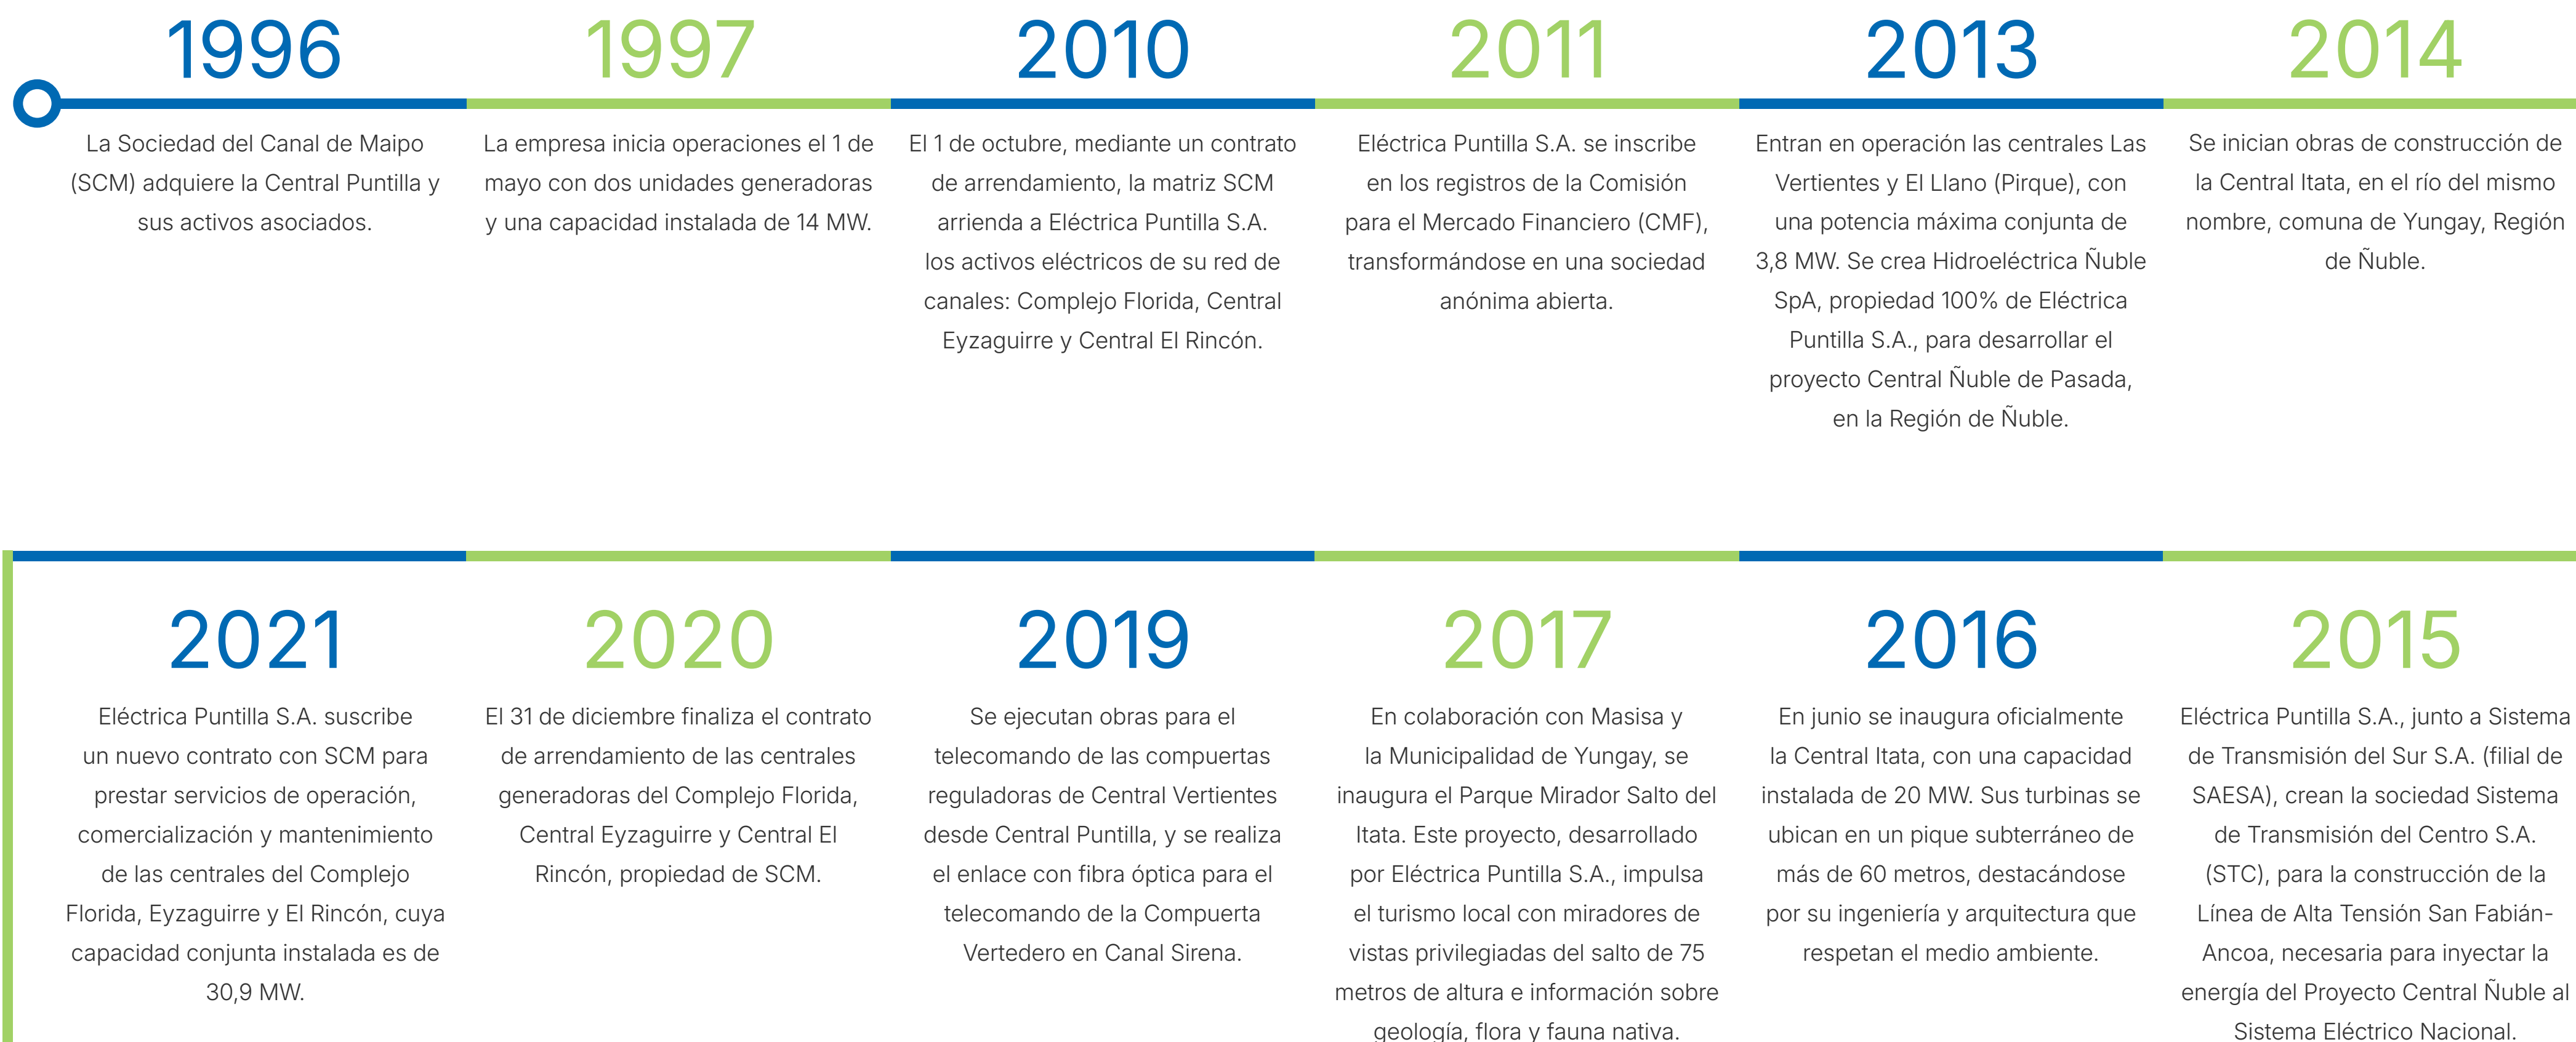 1996
La Sociedad del Canal de Maipo
(SCM) adquiere la Central Puntilla y
sus activos asociados.
1997
La empresa inicia operaciones el 1 de
mayo con dos unidades generadoras
y una capacidad instalada de 14 MW.
2010
El 1 de octubre, mediante un contrato
de arrendamiento, la matriz SCM
arrienda a Eléctrica Puntilla S.A.
los activos eléctricos de su red de
canales: Complejo Florida, Central
Eyzaguirre y Central El Rincón.
2011
Eléctrica Puntilla S.A. se inscribe
en los registros de la Comisión
para el Mercado Financiero (CMF),
transformándose en una sociedad
anónima abierta.
2013
Entran en operación las centrales Las
Vertientes y El Llano (Pirque), con
una potencia máxima conjunta de
3,8 MW. Se crea Hidroeléctrica Ñuble
SpA, propiedad 100% de Eléctrica
Puntilla S.A., para desarrollar el
proyecto Central Ñuble de Pasada,
en la Región de Ñuble.
2014
Se inician obras de construcción de
la Central Itata, en el río del mismo
nombre, comuna de Yungay, Región
de Ñuble.
2021
Eléctrica Puntilla S.A. suscribe
un nuevo contrato con SCM para
prestar servicios de operación,
comercialización y mantenimiento
de las centrales del Complejo
Florida, Eyzaguirre y El Rincón, cuya
capacidad conjunta instalada es de
30,9 MW.
2020
El 31 de diciembre finaliza el contrato
de arrendamiento de las centrales
generadoras del Complejo Florida,
Central Eyzaguirre y Central El
Rincón, propiedad de SCM.
2019
Se ejecutan obras para el
telecomando de las compuertas
reguladoras de Central Vertientes
desde Central Puntilla, y se realiza
el enlace con fibra óptica para el
telecomando de la Compuerta
Vertedero en Canal Sirena.
2017
En colaboración con Masisa y
la Municipalidad de Yungay, se
inaugura el Parque Mirador Salto del
Itata. Este proyecto, desarrollado
por Eléctrica Puntilla S.A., impulsa
el turismo local con miradores de
vistas privilegiadas del salto de 75
metros de altura e información sobre
geología, flora y fauna nativa.
2016
En junio se inaugura oficialmente
la Central Itata, con una capacidad
instalada de 20 MW. Sus turbinas se
ubican en un pique subterráneo de
más de 60 metros, destacándose
por su ingeniería y arquitectura que
respetan el medio ambiente.
2015
Eléctrica Puntilla S.A., junto a Sistema
de Transmisión del Sur S.A. (filial de
SAESA), crean la sociedad Sistema
de Transmisión del Centro S.A.
(STC), para la construcción de la
Línea de Alta Tensión San Fabián-
Ancoa, necesaria para inyectar la
energía del Proyecto Central Ñuble al
Sistema Eléctrico Nacional.